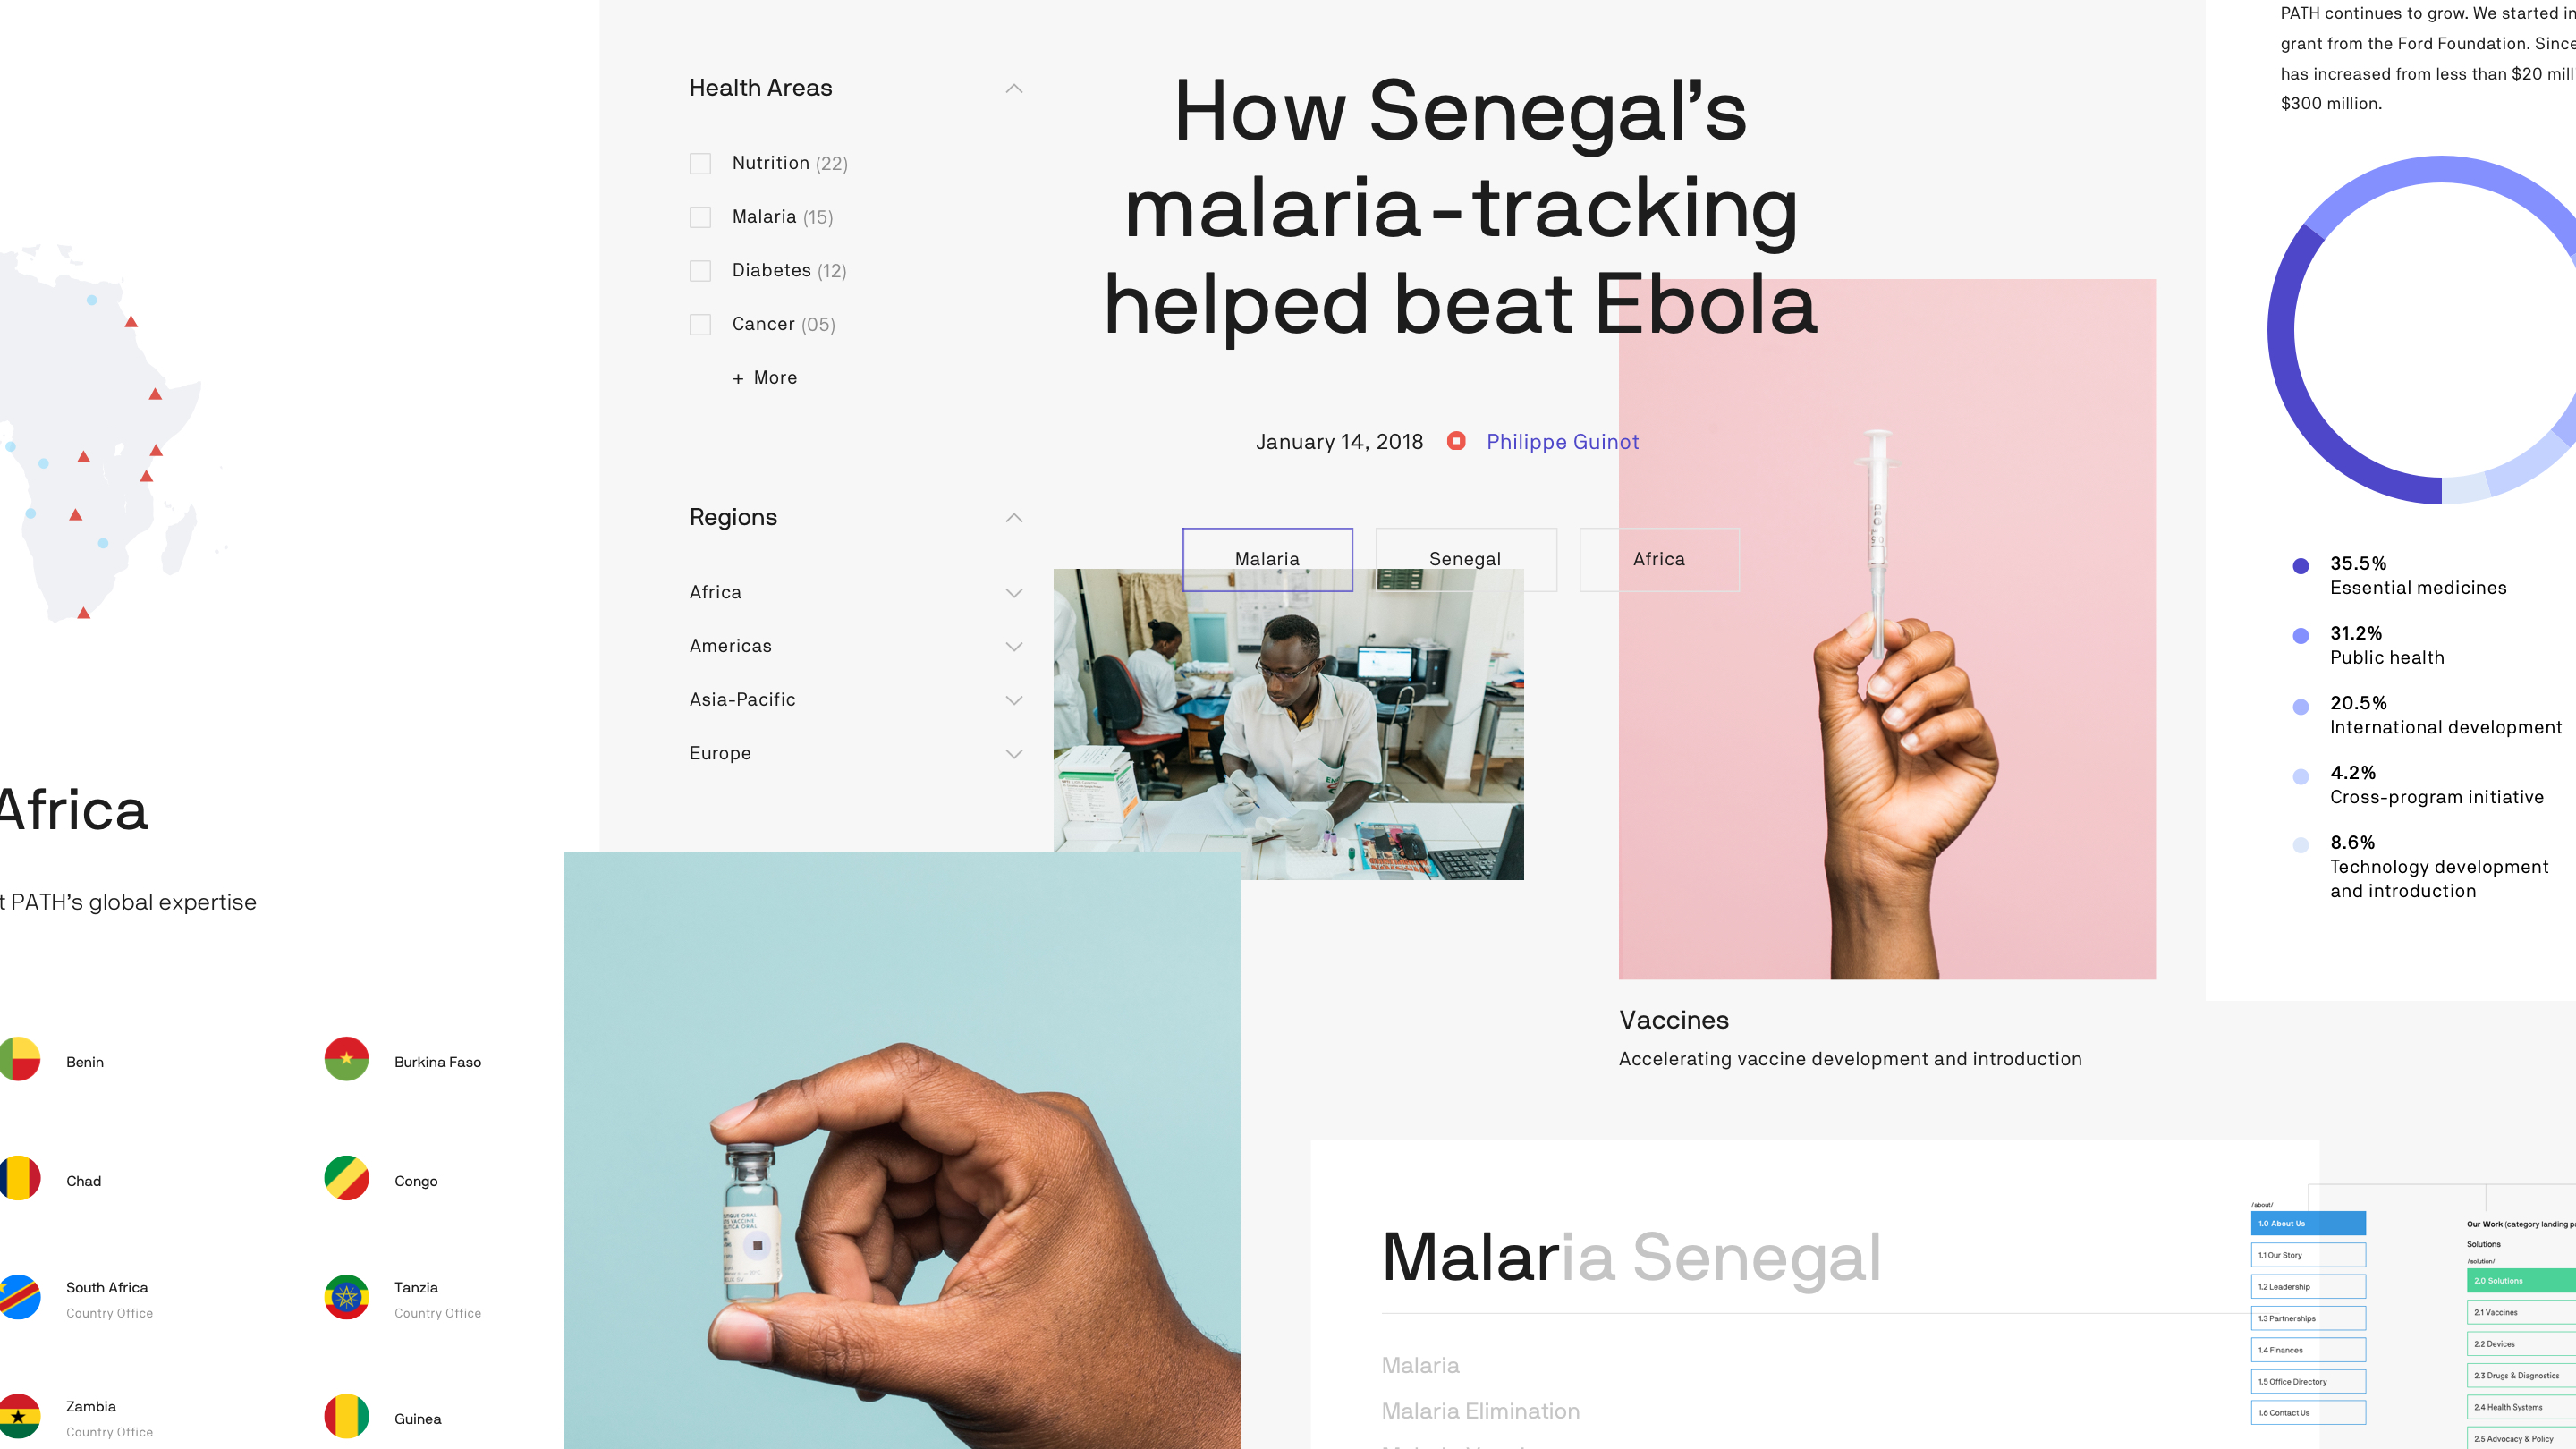 Africa
t PATH's global expertise
Benin
Burkina Faso
Chad
Congo
South Africa
Country Office
Tanzia
Country Office
Zambia
Country Office
Guinea
Health Areas
Nutrition (22)
Malaria (15)
Diabetes (12)
Cancer (05)
+ More
Regions
Africa
Americas
Asia-Pacific
Europe
How Senegal’s
malaria-tracking
helped beat Ebola
January 14, 2018
Philippe Guinot
Malaria
Senegal
Africa
Vaccines
Accelerating vaccine development and introduction
VACCINE
ORAL
Malaria Senegal
Malaria
Malaria Elimination
PATH continues to grow. We started in
grant from the Ford Foundation. Since
has increased from less than $20 mill
$300 million.
35.5%
Essential medicines
31.2%
Public health
20.5%
International development
4.2%
Cross-program initiative
8.6%
Technology development
and introduction
/about/
1.0 About Us
1.1 Our Story
1.2 Leadership
1.3 Partnerships
1.4 Finances
1.5 Office Directory
1.6 Contact Us
Our Work (category landing pa
Solutions
/solution/
2.0 Solutions
2.1 Vaccines
2.2 Devices
2.3 Drugs & Diagnostics
2.4 Health Systems
2.5 Advocacy & Policy